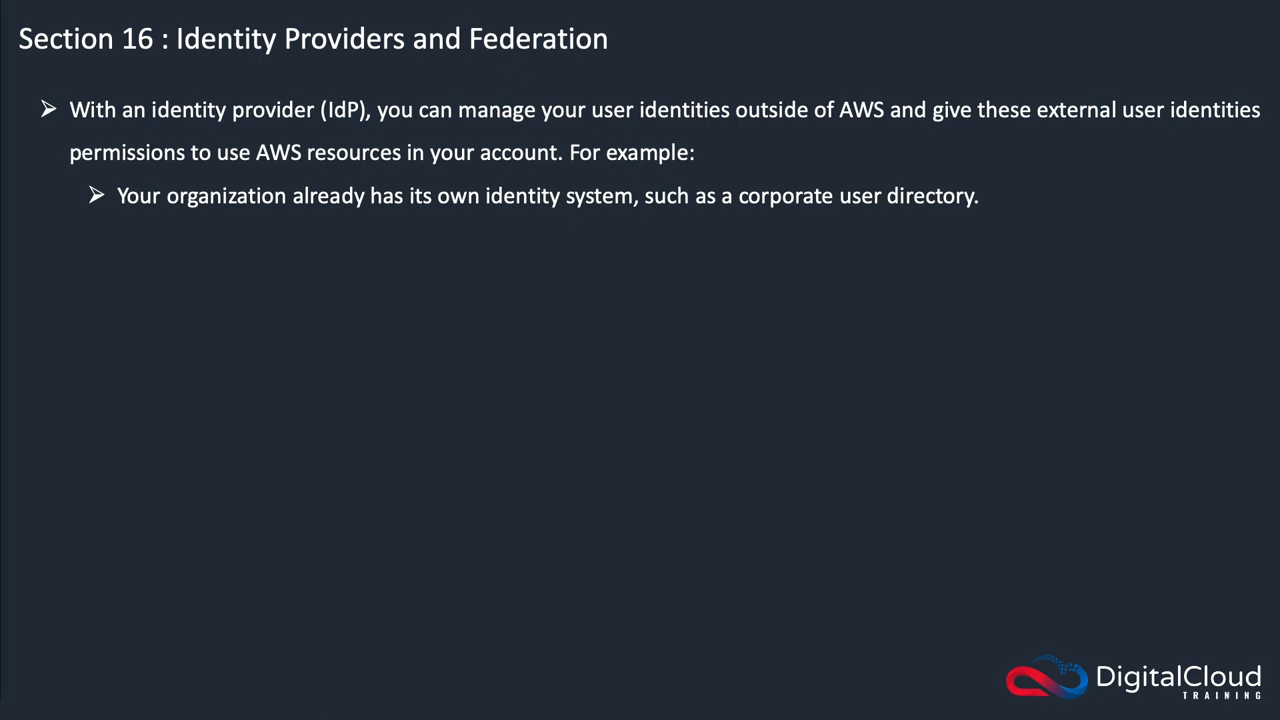 Section 16 : Identity Providers and Federation
➢ With an identity provider (IdP), you can manage your user identities outside of AWS and give these external user identities
permissions to use AWS resources in your account. For example:
➢ Your organization already has its own identity system, such as a corporate user directory.
DigitalCloud
TRAINING